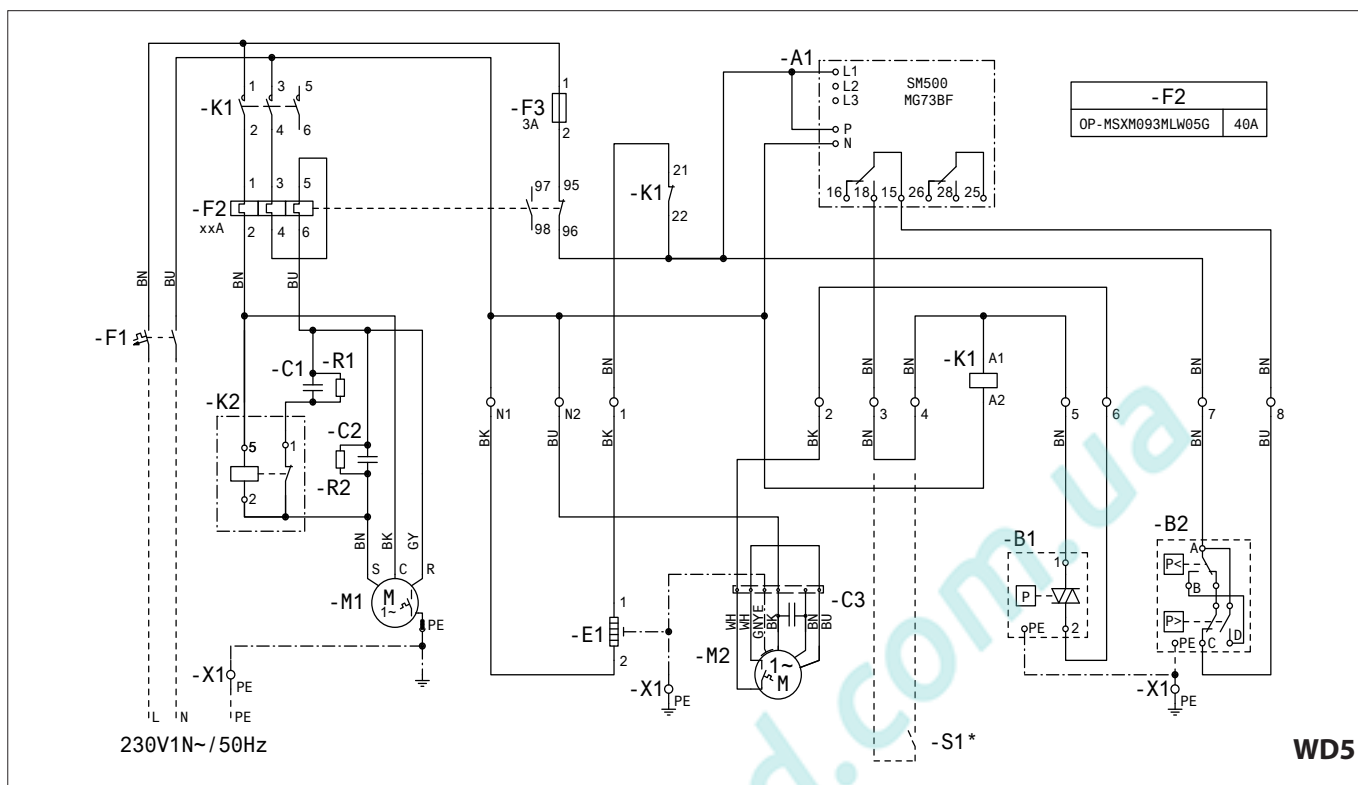 -K1
1 3 5
2 4 6
-F3
3A
1
2
-A1
L1
L2
L3
P
N
SM500
MG73BF
16 18 15 26 28 25
-F2
OP-MSXM093MLW05G 40A
-F2
xxA
1 3 5
2 4 6
97 95
98 96
-K1
21
22
BN BU BN BU
-F1
-C1
-R1
-K2
5 1
2
-C2
-R2
BN BK GY
S C R
-M1
M
1~
PE
-X1
PE
L N PE
230V1N~/50Hz
BN BN BN BN BN BN
-K1
A1
A2
N1 N2 1 2 3 4 5 6 7 8
BK BU BK BK BN BN BN BN BU
-E1
1
2
-X1
PE
-M2
WH WH GNYE BK BN BU
1~
M
-C3
-S1*
-B1
1
P
PE
2
-B2
A
P<
B
P>
D
PE C
-X1
PE
WD5
d.com.ua